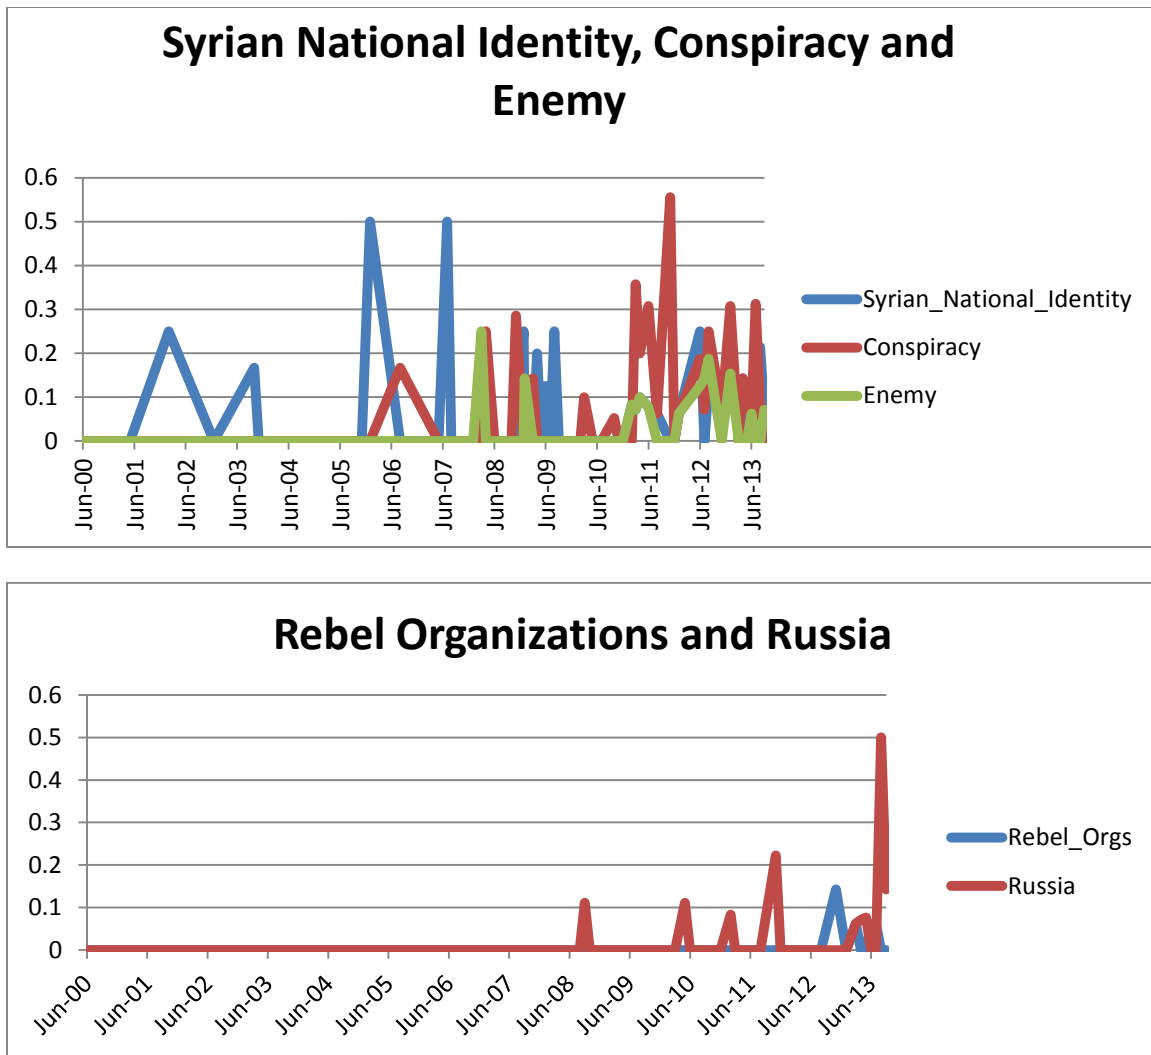 Syrian National Identity, Conspiracy and
Enemy
0.6
0.5
0.4
0.3
0.2
0.1
0
Syrian_National_Identity
Conspiracy
Enemy
Jun-00
Jun-01
Jun-02
Jun-03
Jun-04
Jun-05
Jun-06
Jun-07
Jun-08
Jun-09
Jun-10
Jun-11
Jun-12
Jun-13
Rebel Organizations and Russia
0.6
0.5
0.4
0.3
0.2
0.1
0
Rebel_Orgs
Russia
Jun-00
Jun-01
Jun-02
Jun-03
Jun-04
Jun-05
Jun-06
Jun-07
Jun-08
Jun-09
Jun-10
Jun-11
Jun-12
Jun-13